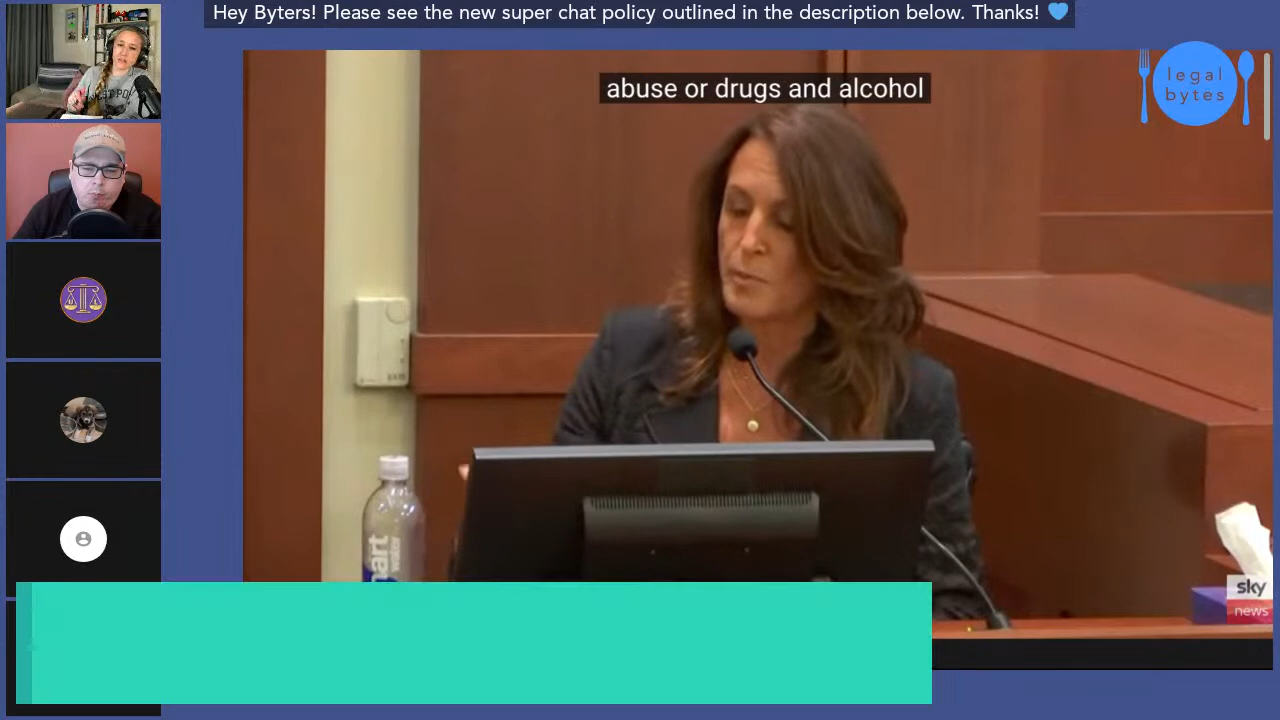 Hey Byters! Please see the new super chat policy outlined in the description below. Thanks! 💙
abuse or drugs and alcohol
legal
bytes
water
sky
news